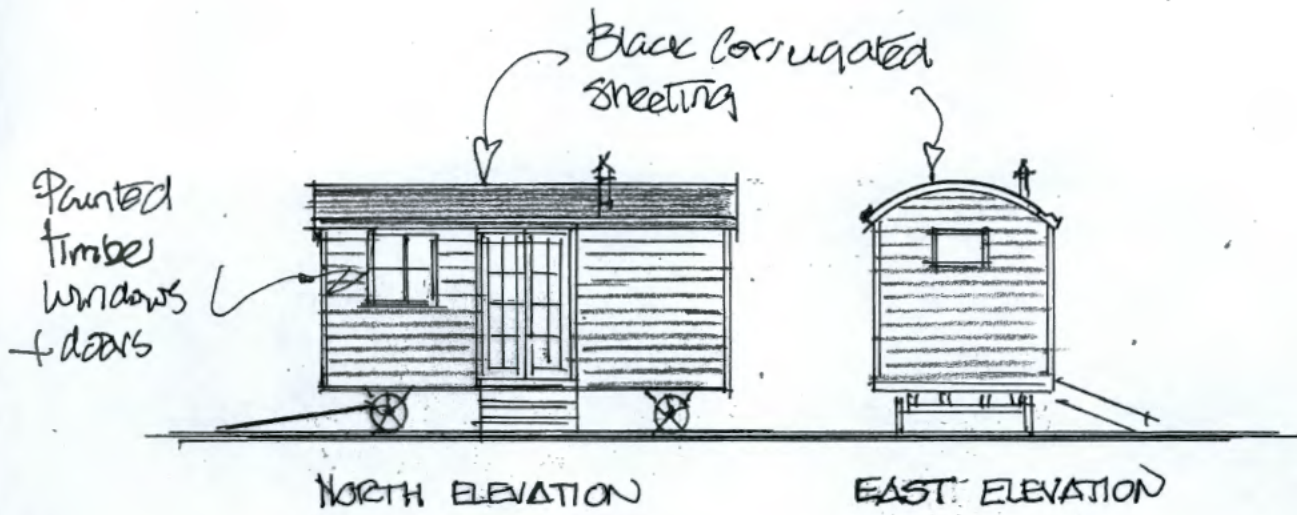 Black Corrugated
Sheeting
Painted
timber
windows
+ doors
NORTH ELEVATION
EAST ELEVATION